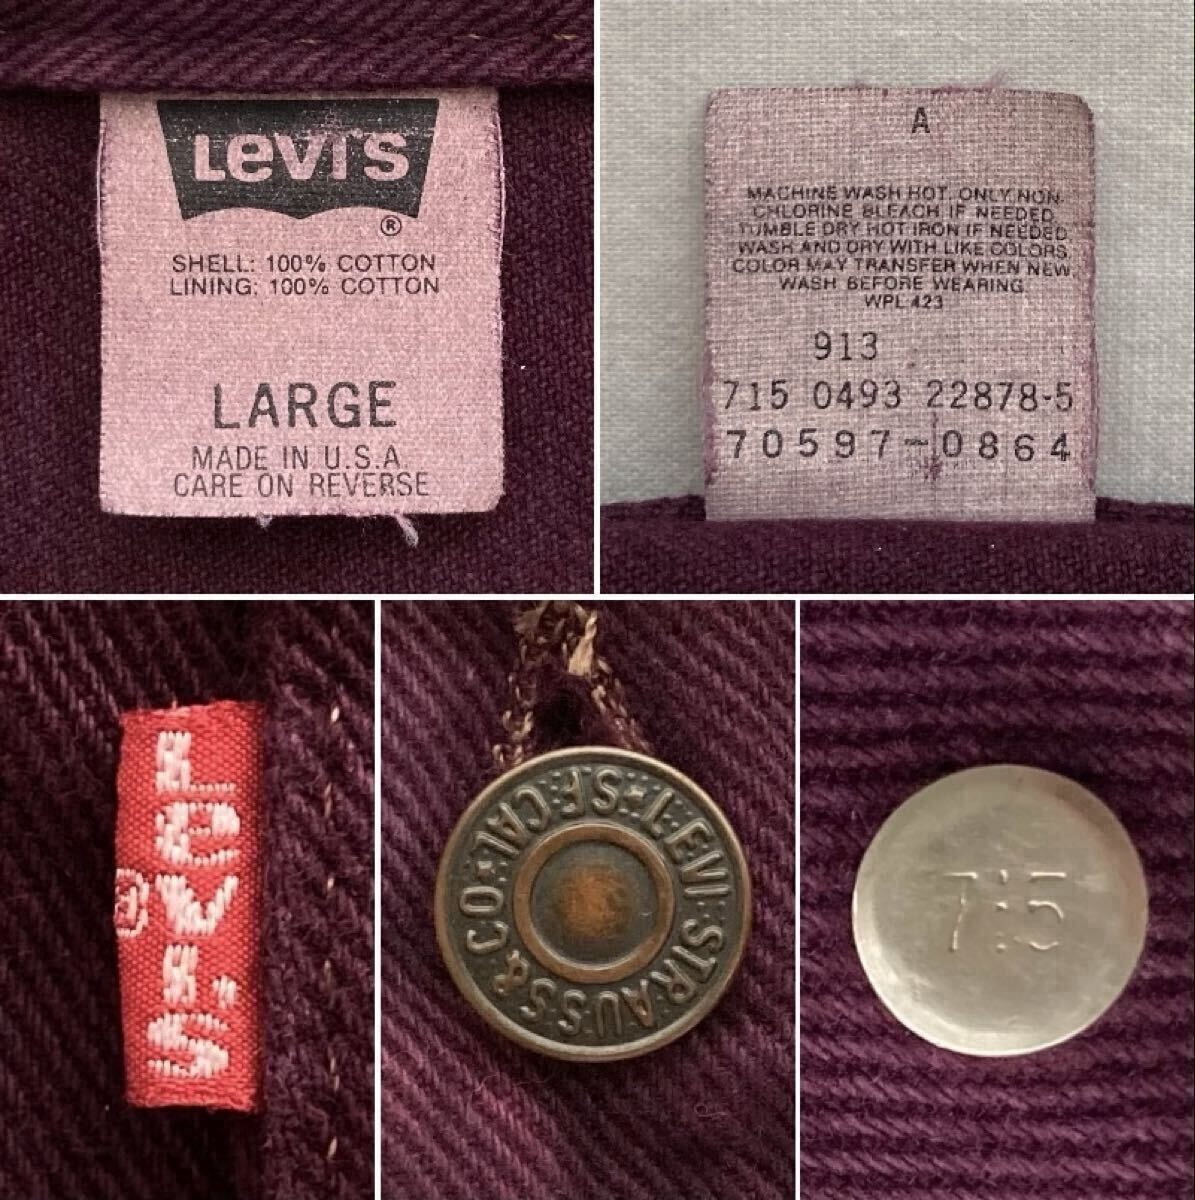 Levi's
®
SHELL: 100% COTTON
LINING: 100% COTTON
LARGE
MADE IN U.S.A.
CARE ON REVERSE
A
MACHINE WASH HOT. ONLY NON-
CHLORINE BLEACH IF NEEDED.
TUMBLE DRY HOT IRON IF NEEDED.
WASH AND DRY WITH LIKE COLORS.
COLOR MAY TRANSFER WHEN NEW.
WASH BEFORE WEARING.
WPL 423
913
715 0493 22878-5
70597-0864
Levi's
®
LEVI STRAUSS & CO★S F CAL★
7:5